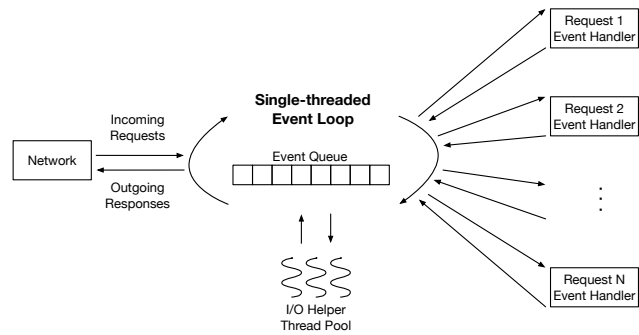 Network
Incoming
Requests
Outgoing
Responses
Single-threaded
Event Loop
Event Queue
I/O Helper
Thread Pool
Request 1
Event Handler
Request 2
Event Handler
Request N
Event Handler